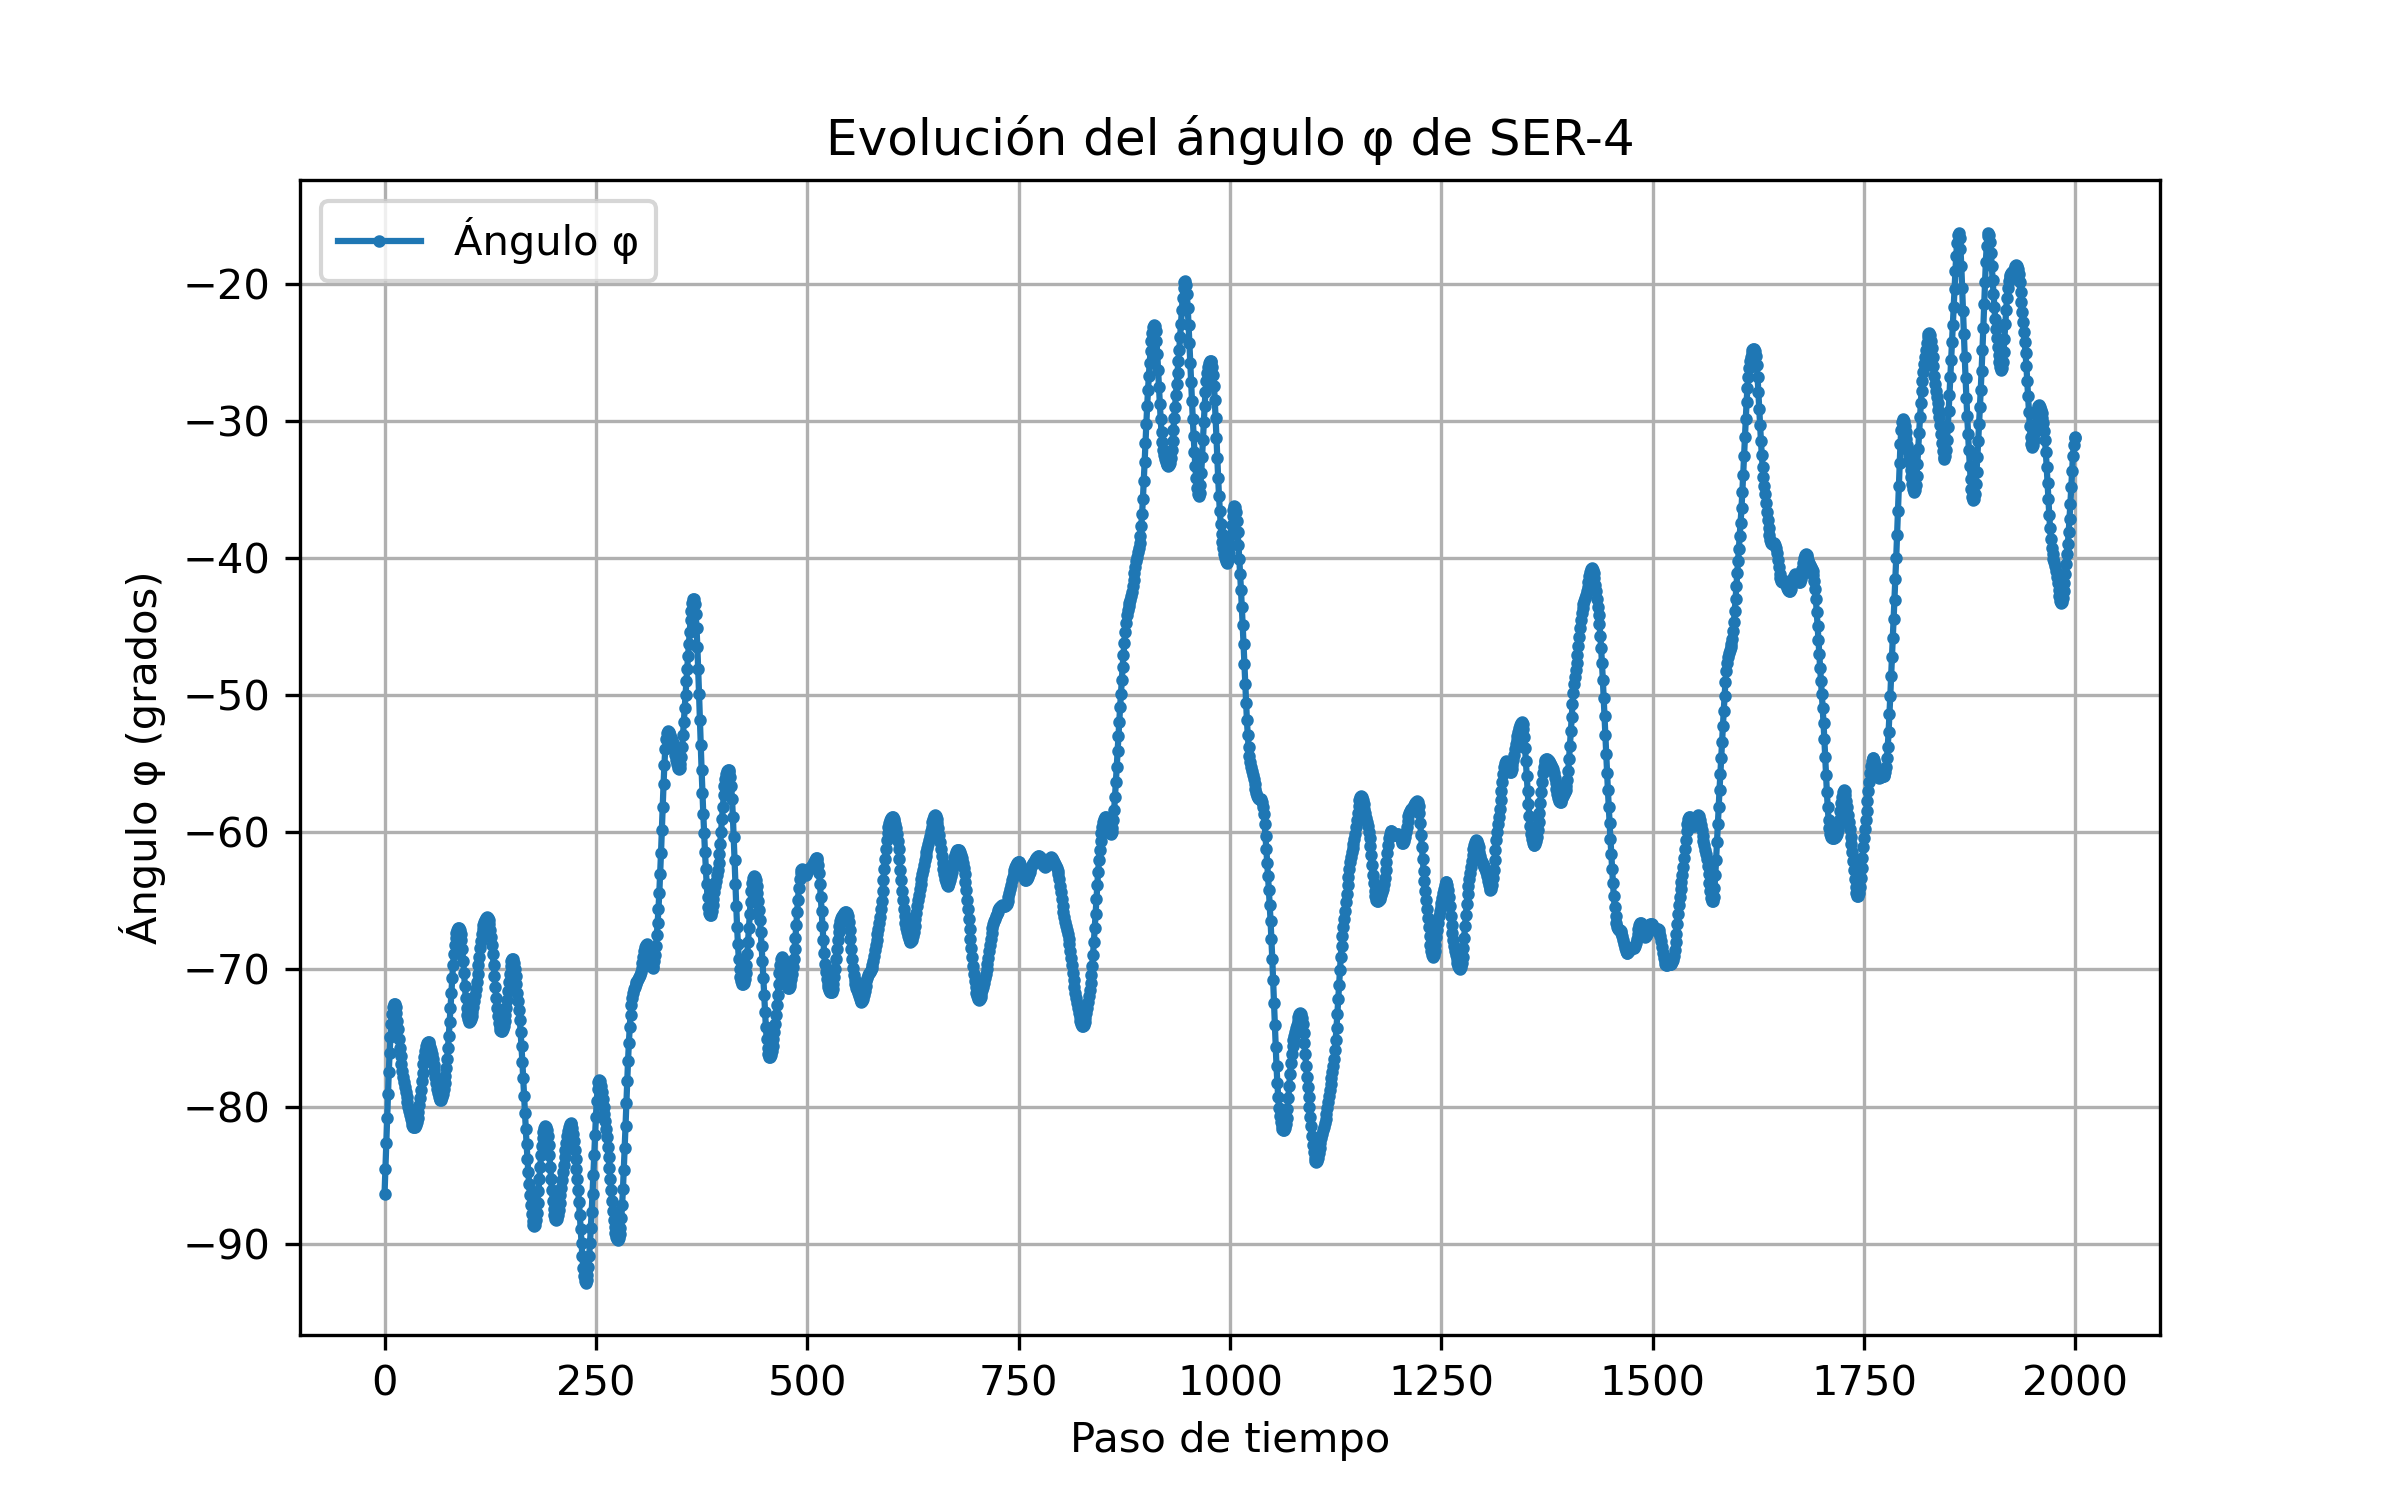 Evolución del ángulo φ de SER-4
Ángulo φ
−20
−30
−40
−50
−60
−70
−80
−90
Ángulo φ (grados)
0 250 500 750 1000 1250 1500 1750 2000
Paso de tiempo